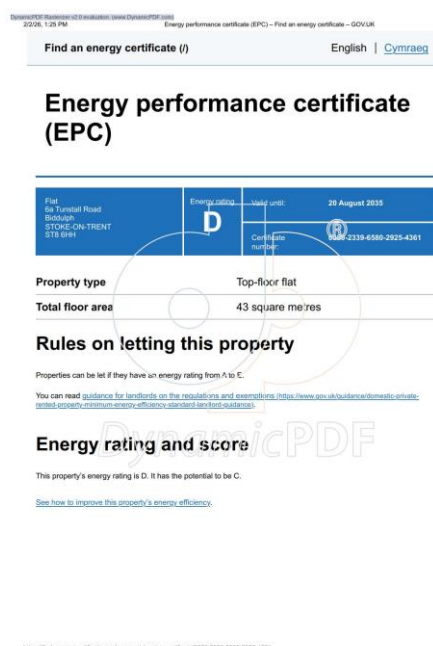 DynamicPDF Rasterizer v3.0 evaluation. (www.DynamicPDF.com)
2/2/26, 1:25 PM Energy performance certificate (EPC) – Find an energy certificate – GOV.UK
Find an energy certificate (/) English | Cymraeg
Energy performance certificate
(EPC)
Flat
6a Tunstall Road
Biddulph
STOKE-ON-TRENT
ST8 6HH
Energy rating
D
Valid until: 20 August 2035
Certificate number: -2339-6580-2925-4361
Property type Top-floor flat
Total floor area 43 square metres
Rules on letting this property
Properties can be let if they have an energy rating from A to E.
You can read guidance for landlords on the regulations and exemptions (https://www.gov.uk/guidance/domestic-private-
rented-property-minimum-energy-efficiency-standard-landlord-guidance).
Energy rating and score
DynamicPDF
®
This property's energy rating is D. It has the potential to be C.
See how to improve this property's energy efficiency.